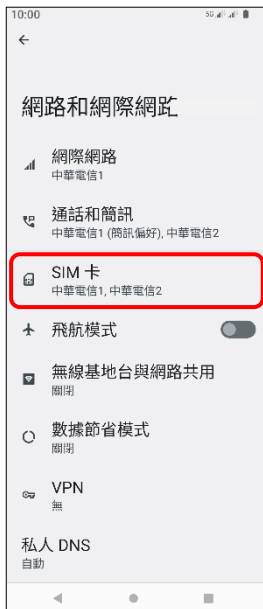 10:00 5G
網路和網際網路
網際網路
中華電信1
通話和簡訊
中華電信1 (簡訊偏好), 中華電信2
SIM 卡
中華電信1, 中華電信2
飛航模式
無線基地台與網路共用
關閉
數據節省模式
關閉
VPN
無
私人 DNS
自動